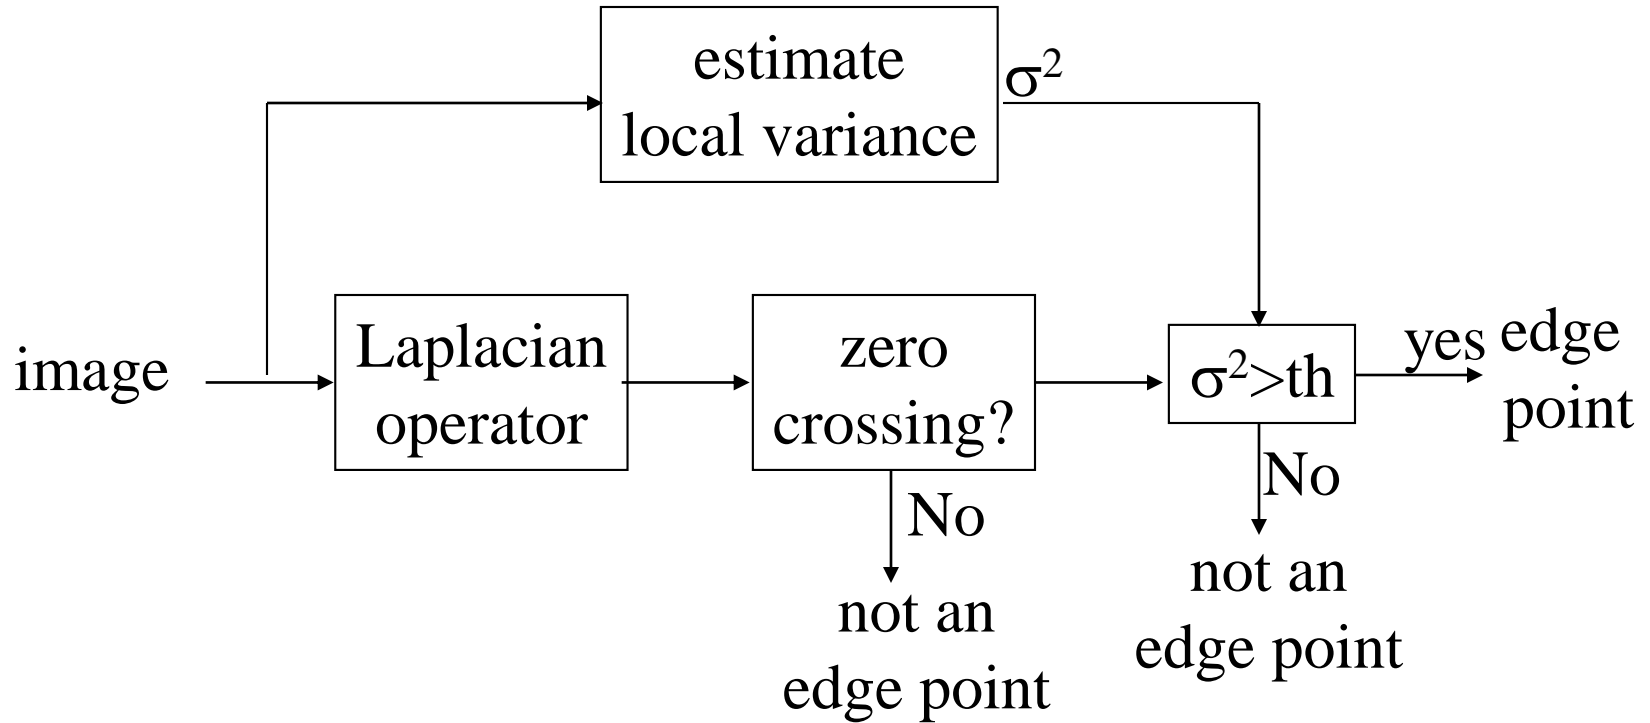 estimate
local variance
σ²
image
Laplacian
operator
zero
crossing?
σ²>th
yes
edge
point
No
not an
edge point
No
not an
edge point